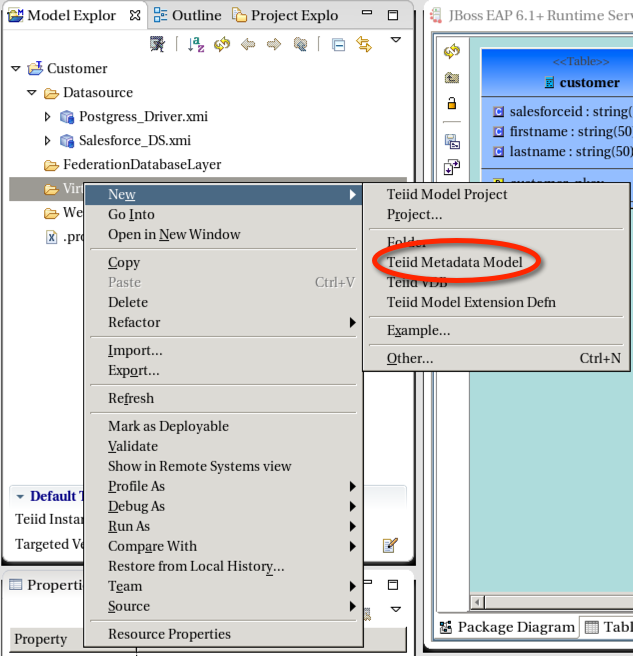 Model Explor Outline Project Explo
Customer
Datasource
Postgress_Driver.xmi
Salesforce_DS.xmi
FederationDatabaseLayer
Virt
We
.pro
New
Go Into
Open in New Window
Copy
Paste Ctrl+V
Delete
Refactor
Import...
Export...
Refresh
Mark as Deployable
Validate
Show in Remote Systems view
Profile As
Debug As
Run As
Compare With
Restore from Local History...
Team
Source
Resource Properties
Teiid Model Project
Project...
Folder
Teiid Metadata Model
Teiid VDB
Teiid Model Extension Defn
Example...
Other... Ctrl+N
Default T
Teiid Instan
Targeted Ve
Properti
Property
JBoss EAP 6.1+ Runtime Serv
<<Table>>
customer
salesforceid : string(
firstname : string(50
lastname : string(50)
Package Diagram Tabl